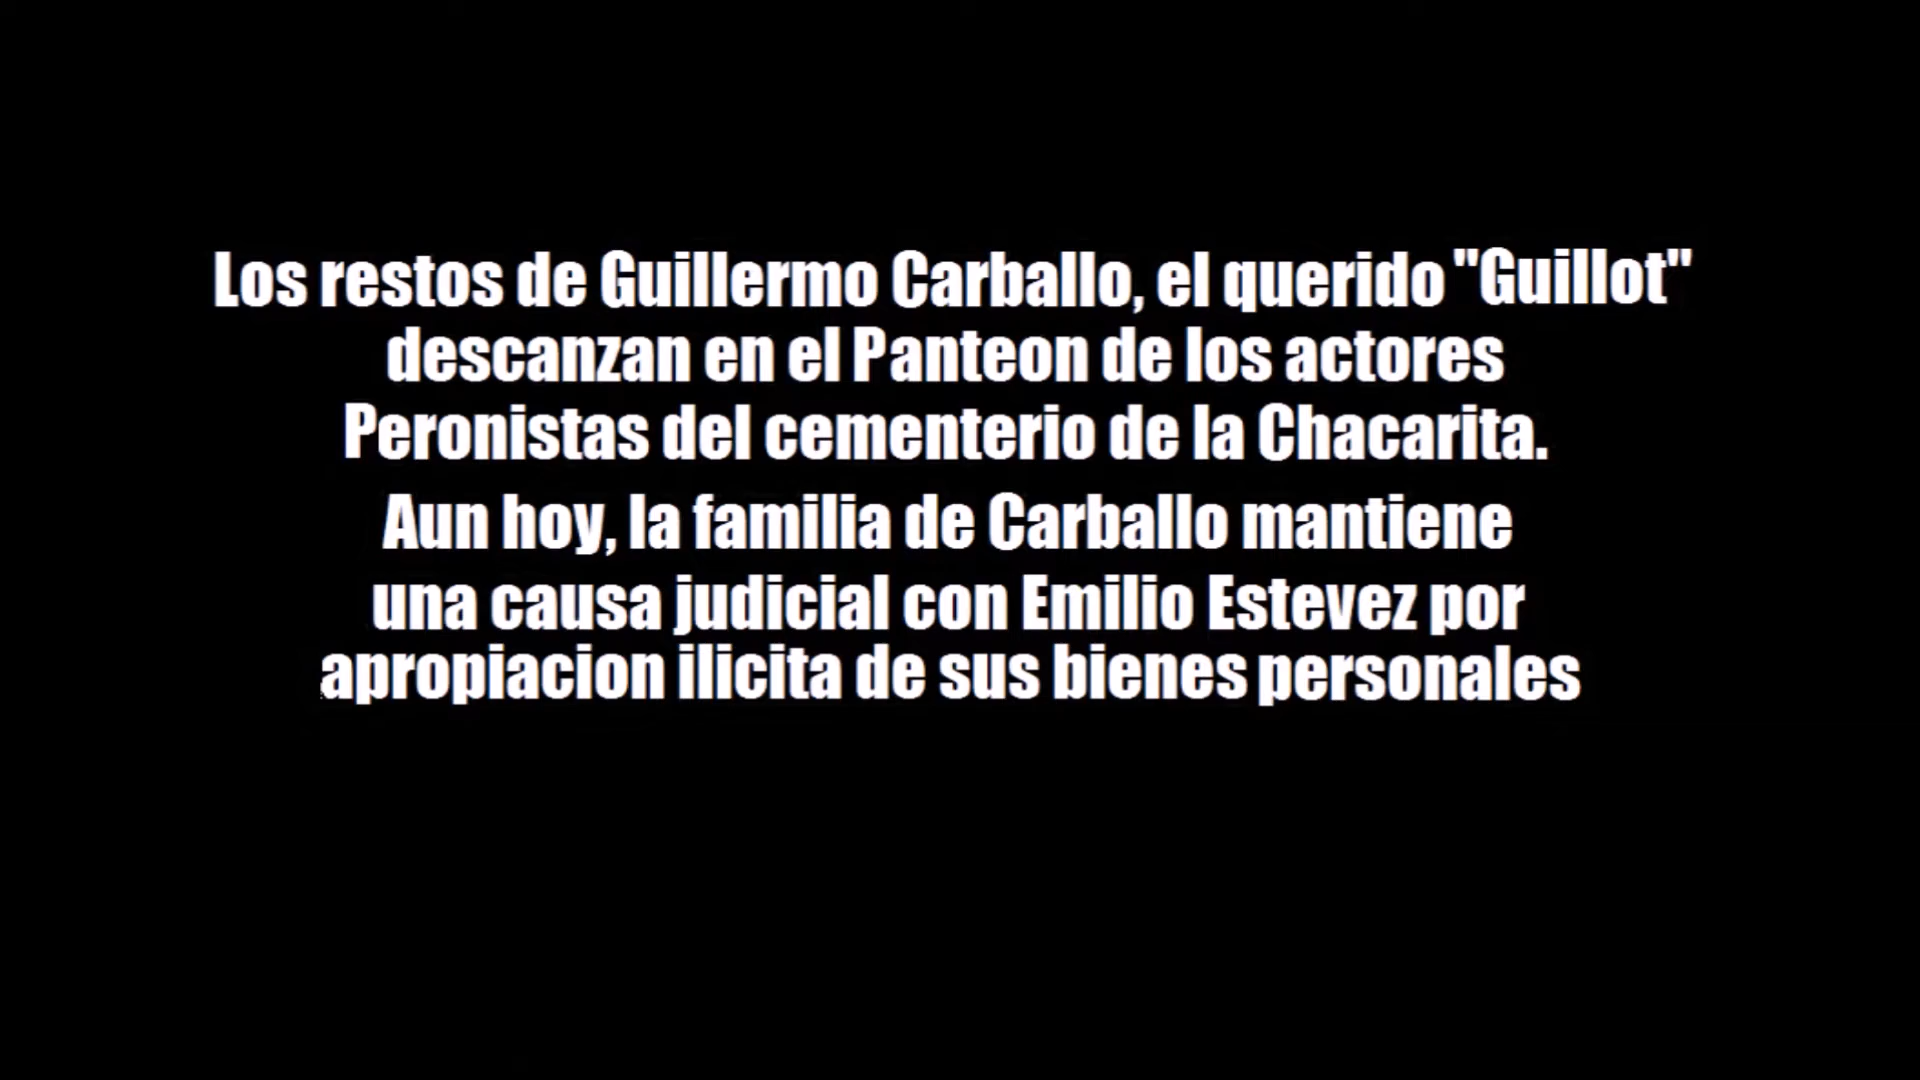 Los restos de Guillermo Carballo, el querido "Guillot"
descanzan en el Panteon de los actores
Peronistas del cementerio de la Chacarita.
Aun hoy, la familia de Carballo mantiene
una causa judicial con Emilio Estevez por
apropiacion ilicita de sus bienes personales